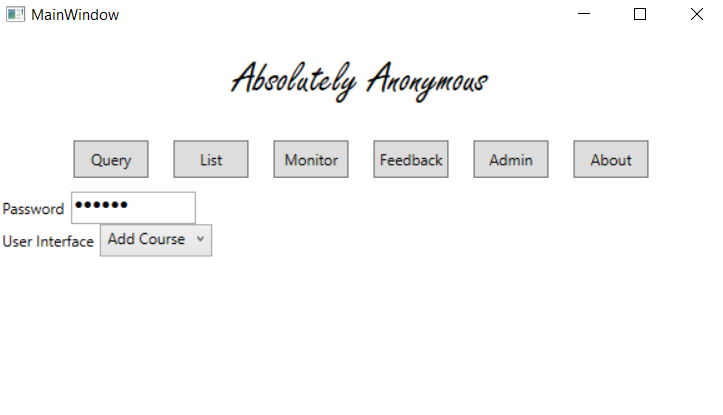 MainWindow
Absolutely Anonymous
Query List Monitor Feedback Admin About
Password ••••••
User Interface Add Course